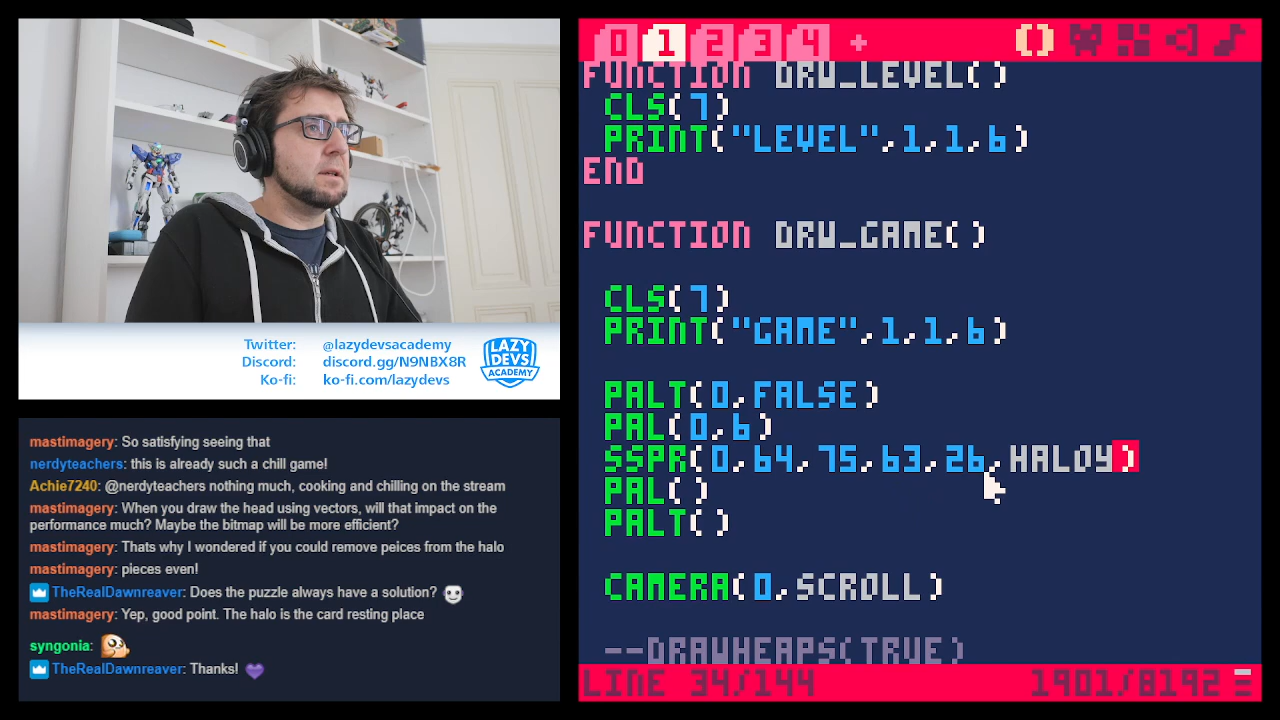 Twitter: @lazydevsacademy
Discord: discord.gg/N9NBX8R
Ko-fi: ko-fi.com/lazydevs
LAZY
DEVS
ACADEMY
mastimagery: So satisfying seeing that
nerdyteachers: this is already such a chill game!
Achie7240: @nerdyteachers nothing much, cooking and chilling on the stream
mastimagery: When you draw the head using vectors, will that impact on the
performance much? Maybe the bitmap will be more efficient?
mastimagery: Thats why I wondered if you could remove peices from the halo
mastimagery: pieces even!
TheRealDawnreaver: Does the puzzle always have a solution?
mastimagery: Yep, good point. The halo is the card resting place
syngonia:
TheRealDawnreaver: Thanks!
0 1 2 3 4 +
FUNCTION DRW_LEVEL()
CLS(7)
PRINT("LEVEL",1,1,6)
END
FUNCTION DRW_GAME()
CLS(7)
PRINT("GAME",1,1,6)
PALT(0,FALSE)
PAL(0,6)
SSPR(0,64,75,63,26,HALOY)
PAL()
PALT()
CAMERA(0,SCROLL)
--DRAWHEAPS(TRUE)
LINE 34/144
1901/8192